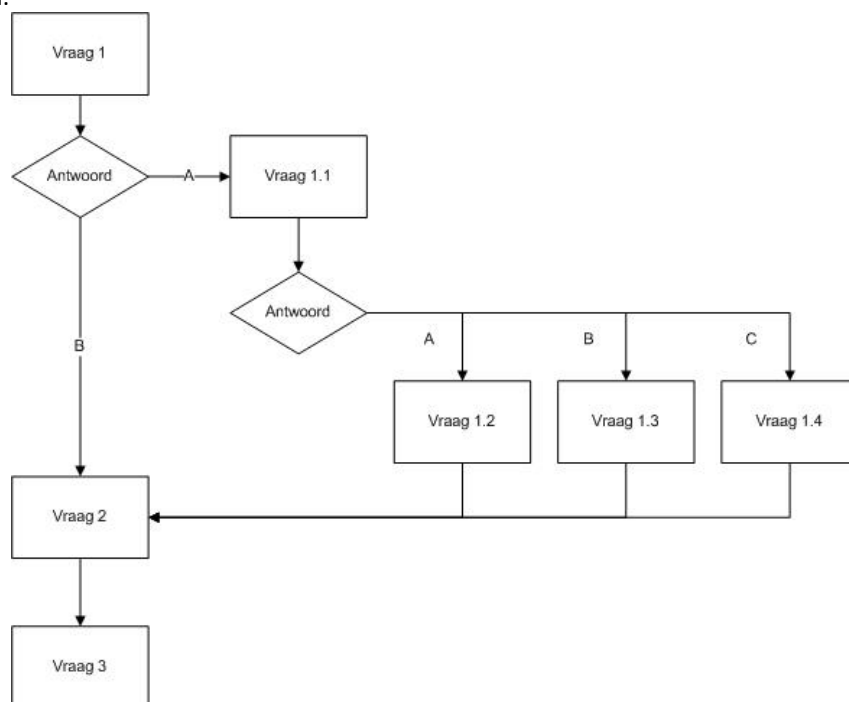 Vraag 1
Antwoord
A
Vraag 1.1
Antwoord
A
B
C
B
Vraag 1.2
Vraag 1.3
Vraag 1.4
Vraag 2
Vraag 3